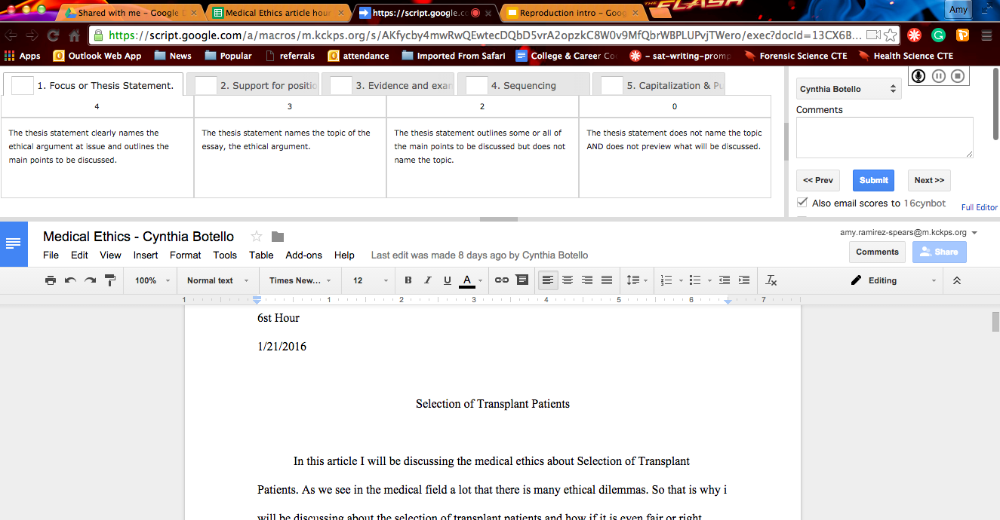 Shared with me – Google D
Medical Ethics article hour
https://script.google.co
Reproduction intro – Goog
THE FLASH
Amy
https://script.google.com/a/macros/m.kckps.org/s/AKfycby4mwRwQEwtecDQbD5vrA2opzkC8W0v9MfQbrWBPLUPvjTWero/exec?docId=13CX6B...
Apps
Outlook Web App
News
Popular
referrals
attendance
Imported From Safari
College & Career Co
– sat-writing-promp
Forensic Science CTE
Health Science CTE
1. Focus or Thesis Statement.
2. Support for positio
3. Evidence and exam
4. Sequencing
5. Capitalization & Pu
4
3
2
0
The thesis statement clearly names the
ethical argument at issue and outlines the
main points to be discussed.
The thesis statement names the topic of the
essay, the ethical argument.
The thesis statement outlines some or all of
the main points to be discussed but does not
name the topic.
The thesis statement does not name the topic
AND does not preview what will be discussed.
Cynthia Botello
Comments
<< Prev
Submit
Next >>
Also email scores to 16cynbot
Full Editor
Medical Ethics - Cynthia Botello
amy.ramirez-spears@m.kckps.org
File Edit View Insert Format Tools Table Add-ons Help
Last edit was made 8 days ago by Cynthia Botello
Comments
Share
100%
Normal text
Times New...
12
B I U A
Editing
1 1 2 3 4 5 6 7
6st Hour
1/21/2016
Selection of Transplant Patients
In this article I will be discussing the medical ethics about Selection of Transplant
Patients. As we see in the medical field a lot that there is many ethical dilemmas. So that is why i
will be discussing about the selection of transplant patients and how if it is even fair or right